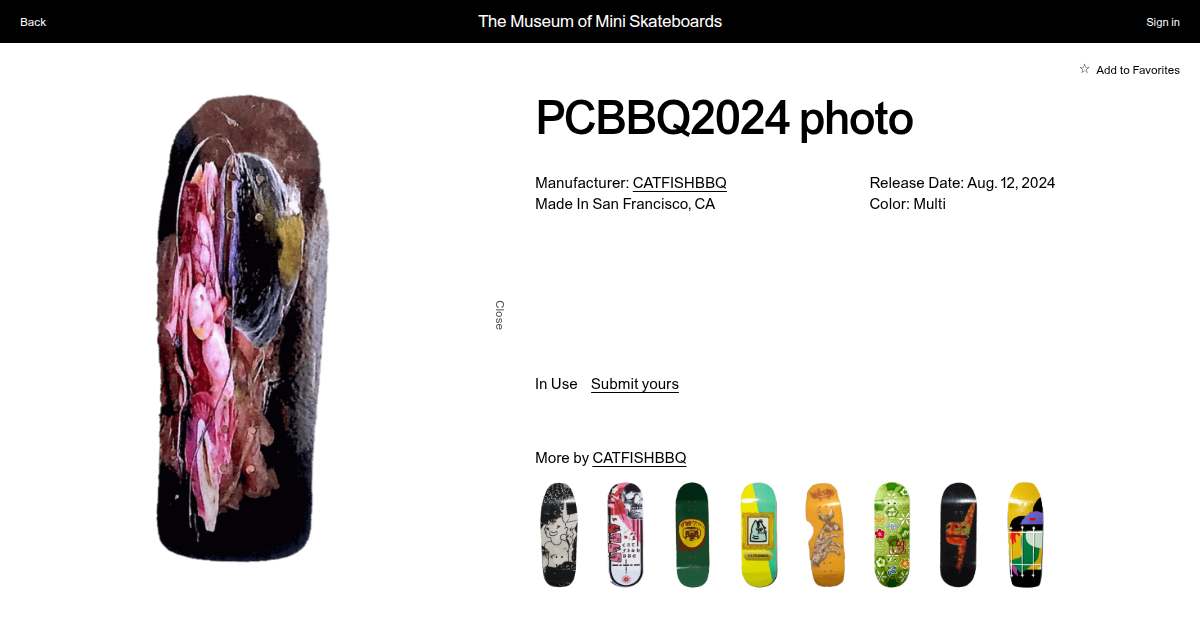 Back
The Museum of Mini Skateboards
Sign in
☆ Add to Favorites
PCBBQ2024 photo
Manufacturer: CATFISHBBQ
Made In San Francisco, CA
Release Date: Aug. 12, 2024
Color: Multi
Close
In Use Submit yours
More by CATFISHBBQ